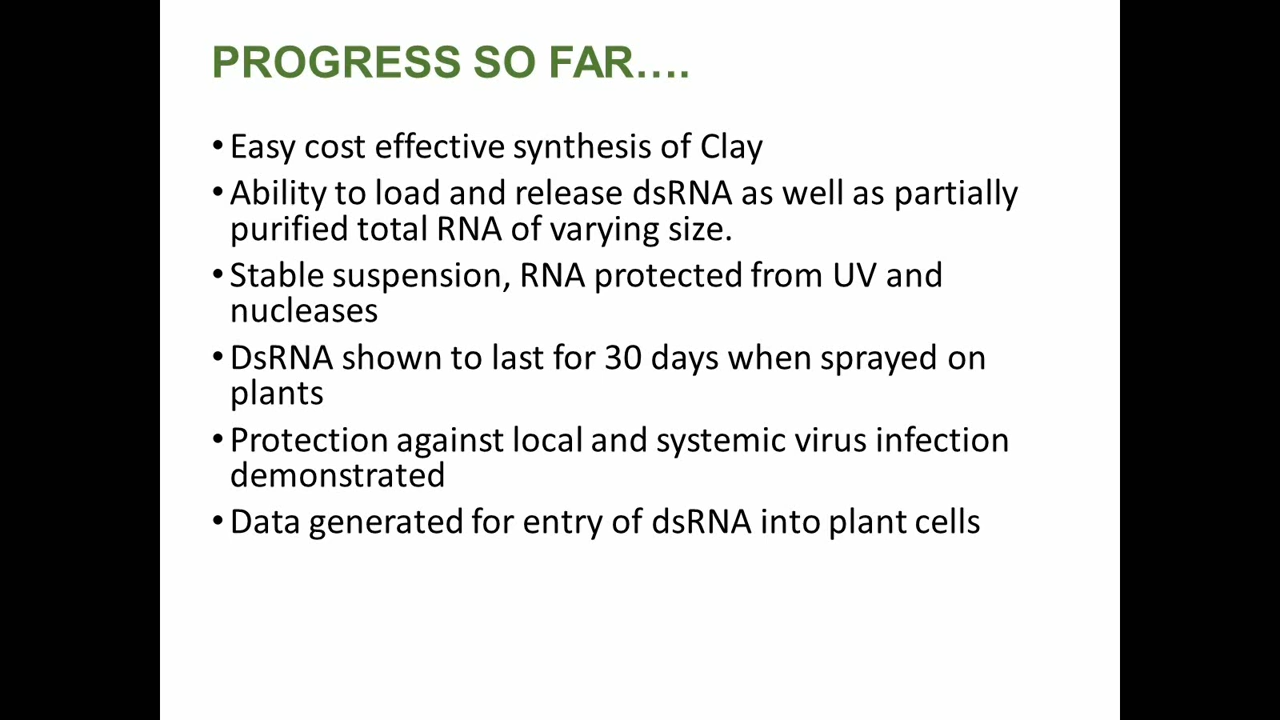 PROGRESS SO FAR....
• Easy cost effective synthesis of Clay
• Ability to load and release dsRNA as well as partially
purified total RNA of varying size.
• Stable suspension, RNA protected from UV and
nucleases
• DsRNA shown to last for 30 days when sprayed on
plants
• Protection against local and systemic virus infection
demonstrated
• Data generated for entry of dsRNA into plant cells